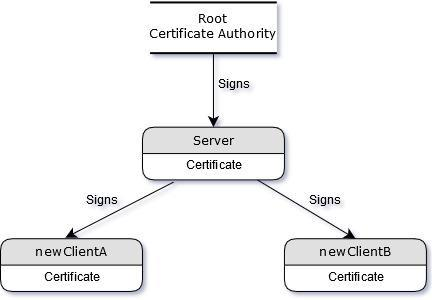 Root
Certificate Authority
Signs
Server
Certificate
Signs
Signs
newClientA
newClientB
Certificate
Certificate